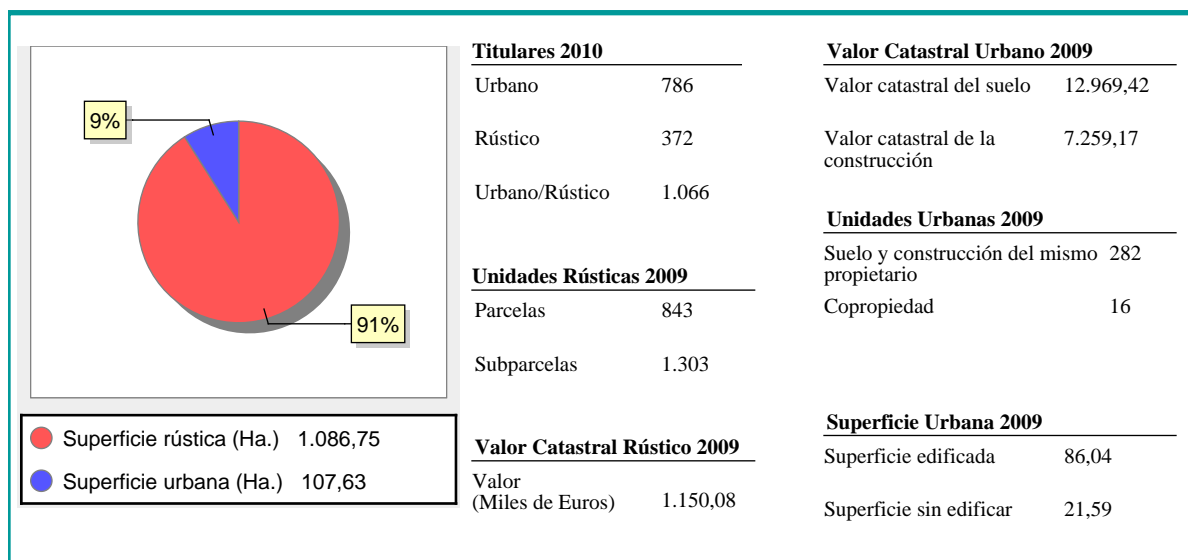 9%
91%
Superficie rústica (Ha.) 1.086,75
Superficie urbana (Ha.) 107,63
Titulares 2010
Urbano 786
Rústico 372
Urbano/Rústico 1.066
Unidades Rústicas 2009
Parcelas 843
Subparcelas 1.303
Valor Catastral Rústico 2009
Valor
(Miles de Euros) 1.150,08
Valor Catastral Urbano 2009
Valor catastral del suelo 12.969,42
Valor catastral de la 7.259,17
construcción
Unidades Urbanas 2009
Suelo y construcción del mismo 282
propietario
Copropiedad 16
Superficie Urbana 2009
Superficie edificada 86,04
Superficie sin edificar 21,59